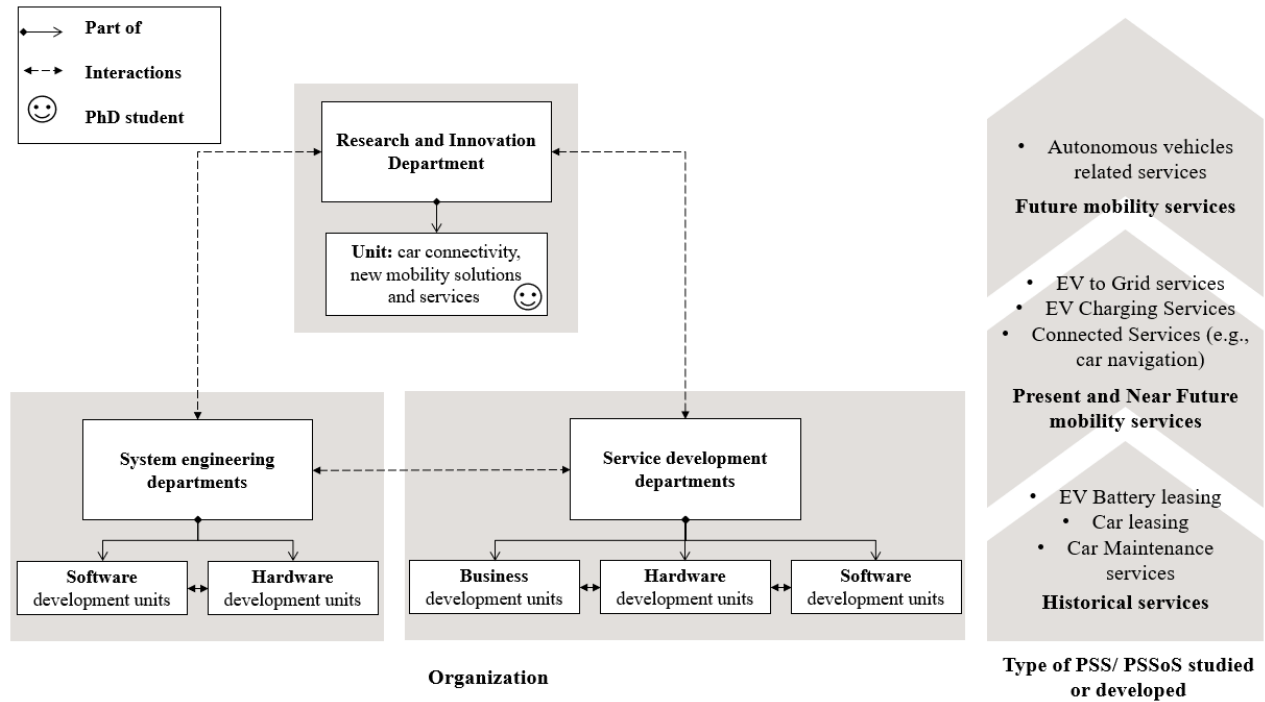 Part of
Interactions
PhD student
Research and Innovation
Department
Unit: car connectivity,
new mobility solutions
and services
System engineering
departments
Software
development units
Hardware
development units
Service development
departments
Business
development units
Hardware
development units
Software
development units
Organization
• Autonomous vehicles
related services
Future mobility services
• EV to Grid services
• EV Charging Services
• Connected Services (e.g.,
car navigation)
Present and Near Future
mobility services
• EV Battery leasing
• Car leasing
• Car Maintenance
services
Historical services
Type of PSS/ PSSoS studied
or developed